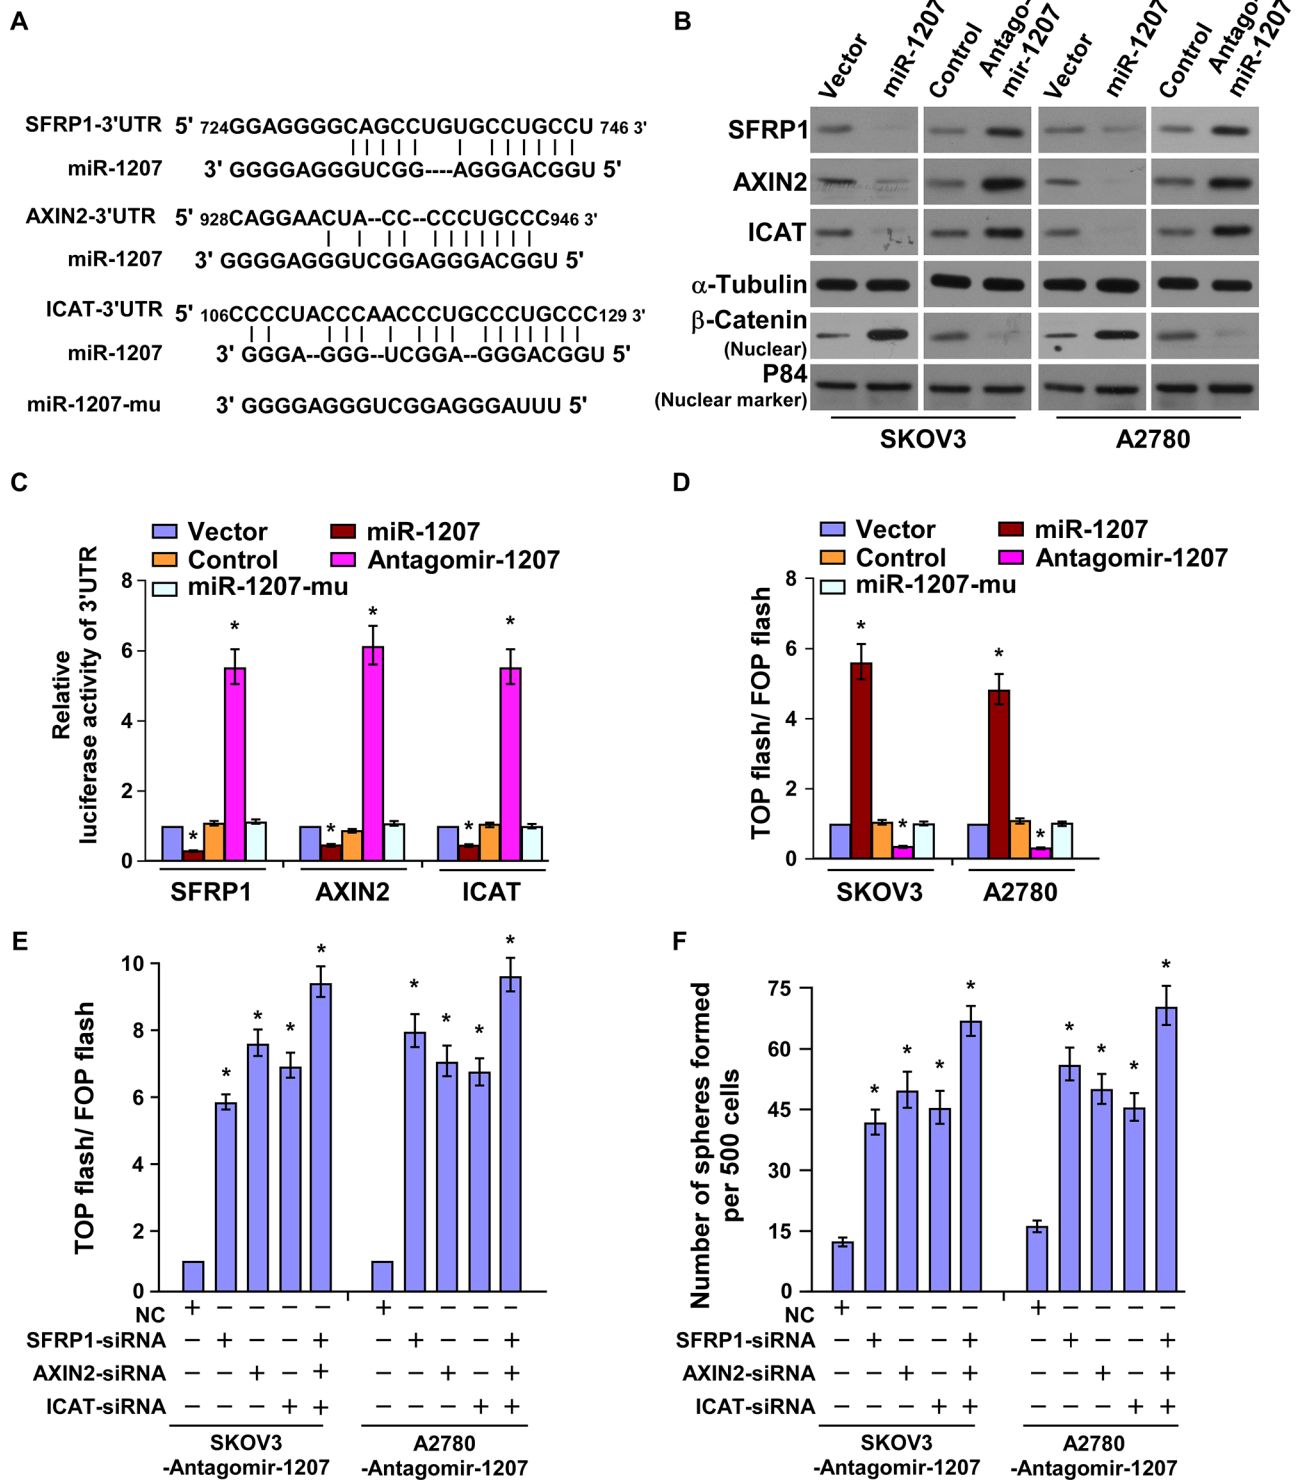 A
SFRP1-3'UTR 5' 724GGAGGGGCAGCCUGUGCCUGCCU 746 3'
miR-1207 3' GGGGAGGGUCGG----AGGGACGGU 5'
AXIN2-3'UTR 5' 928CAGGAACUA--CC--CCCUGCCC946 3'
miR-1207 3' GGGGAGGGUCGGAGGGACGGU 5'
ICAT-3'UTR 5' 106CCCCUACCCAACCCUGCCCUGCCC129 3'
miR-1207 3' GGGA--GGG--UCGGA--GGGACGGU 5'
miR-1207-mu 3' GGGGAGGGUCGGAGGGAUUU 5'
B
Vector miR-1207 Control Antago-mir-1207 Vector miR-1207 Control Antago-miR-1207
SFRP1
AXIN2
ICAT
α-Tubulin
β-Catenin
(Nuclear)
P84
(Nuclear marker)
SKOV3 A2780
C
Vector miR-1207
Control Antagomir-1207
miR-1207-mu
Relative
luciferase activity of 3'UTR
8
6
4
2
0
* * * * * *
SFRP1 AXIN2 ICAT
D
Vector miR-1207
Control Antagomir-1207
miR-1207-mu
TOP flash/ FOP flash
8
6
4
2
0
* * * *
SKOV3 A2780
E
TOP flash/ FOP flash
10
8
6
4
2
0
* * * * * * * *
NC + − − − − + − − − −
SFRP1-siRNA − + − − + − + − − +
AXIN2-siRNA − − + − + − − + − +
ICAT-siRNA − − − + + − − − + +
SKOV3 A2780
-Antagomir-1207 -Antagomir-1207
F
Number of spheres formed
per 500 cells
75
60
45
30
15
0
* * * * * * * *
NC + − − − − + − − − −
SFRP1-siRNA − + − − + − + − − +
AXIN2-siRNA − − + − + − − + − +
ICAT-siRNA − − − + + − − − + +
SKOV3 A2780
-Antagomir-1207 -Antagomir-1207